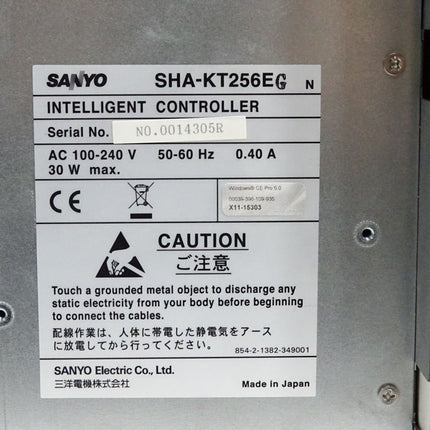 SANYO SHA-KT256EG N
INTELLIGENT CONTROLLER
Serial No. NO.0014305R
AC 100-240 V 50-60 Hz 0.40 A
30 W max.
CE
Windows® CE Pro 5.0
X11-15303
CAUTION
ご注意
Touch a grounded metal object to discharge any
static electricity from your body before beginning
to connect the cables.
配線作業は、人体に帯電した静電気をアース
に放電してから行ってください。
854-2-1382-349001
SANYO Electric Co., Ltd.
三洋電機株式会社
Made in Japan